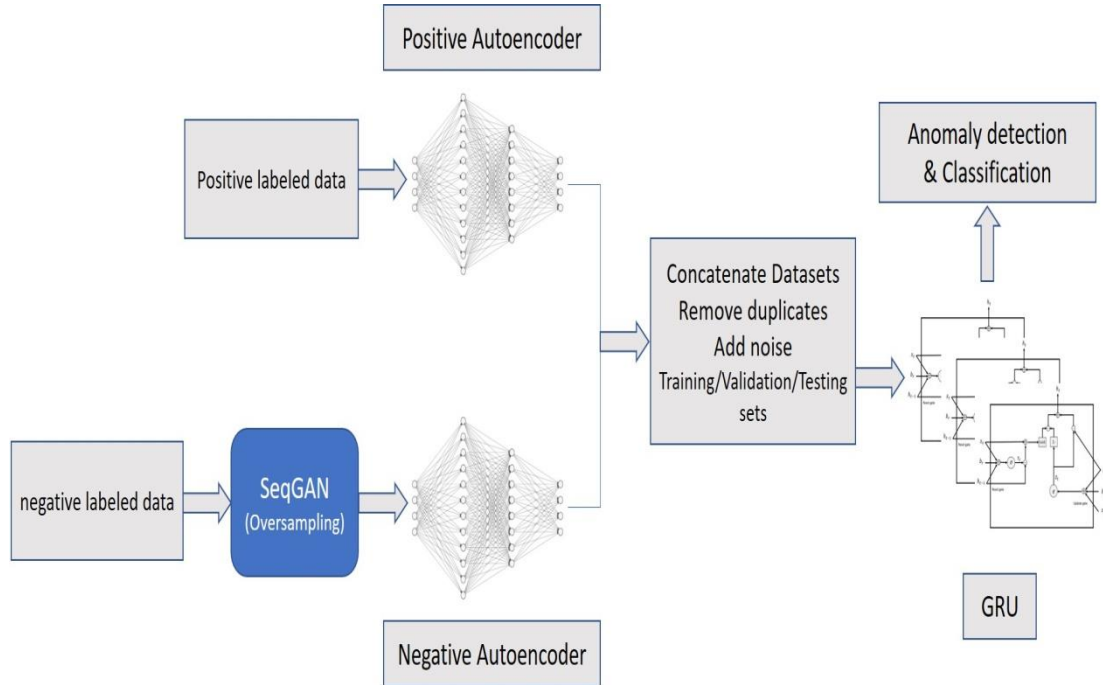 Positive Autoencoder
Positive labeled data
Anomaly detection
& Classification
Concatenate Datasets
Remove duplicates
Add noise
Training/Validation/Testing
sets
negative labeled data
SeqGAN
(Oversampling)
Negative Autoencoder
GRU